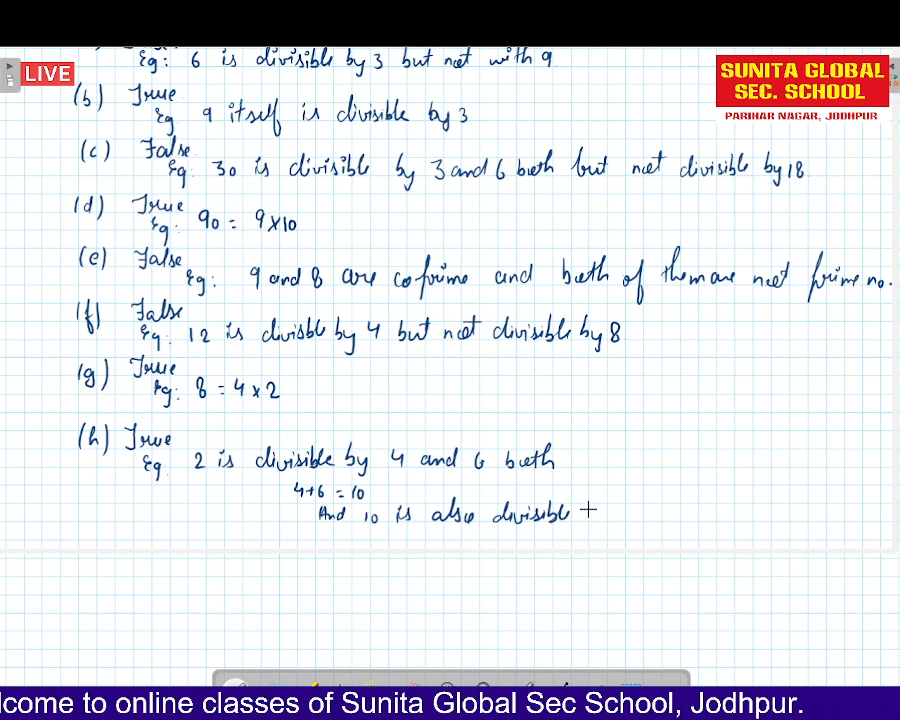 Eg: 6 is divisible by 3 but not with 9
LIVE
SUNITA GLOBAL
SEC. SCHOOL
PARIHAR NAGAR, JODHPUR
(b) True
Eg 9 itself is divisible by 3
(c) False
Eg: 30 is divisible by 3 and 6 both but not divisible by 18
(d) True
Eg: 90 = 9×10
(e) False
Eg: 9 and 8 are coprime and both of them are not prime no.
(f) False
Eg: 12 is divisble by 4 but not divisible by 8
(g) True
Eg: 8 = 4×2
(h) True
Eg. 2 is divisible by 4 and 6 both
4+6 = 10
And 10 is also divisible
lcome to online classes of Sunita Global Sec School, Jodhpur.